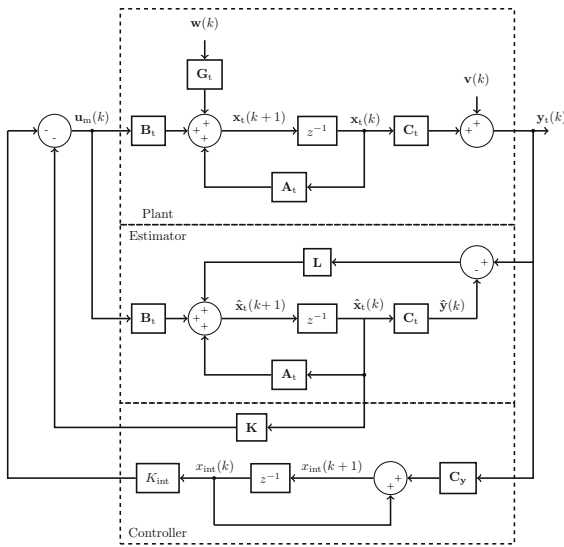 w(k)
G_t
v(k)
u_m(k)
x_t(k+1)
x_t(k)
y_t(k)
- -
B_t
+ + +
z^{-1}
C_t
+ +
A_t
Plant
Estimator
L
+ -
x̂_t(k+1)
x̂_t(k)
ŷ(k)
B_t
+ + +
z^{-1}
C_t
A_t
K
x_int(k)
x_int(k+1)
K_int
z^{-1}
+ +
C_y
Controller